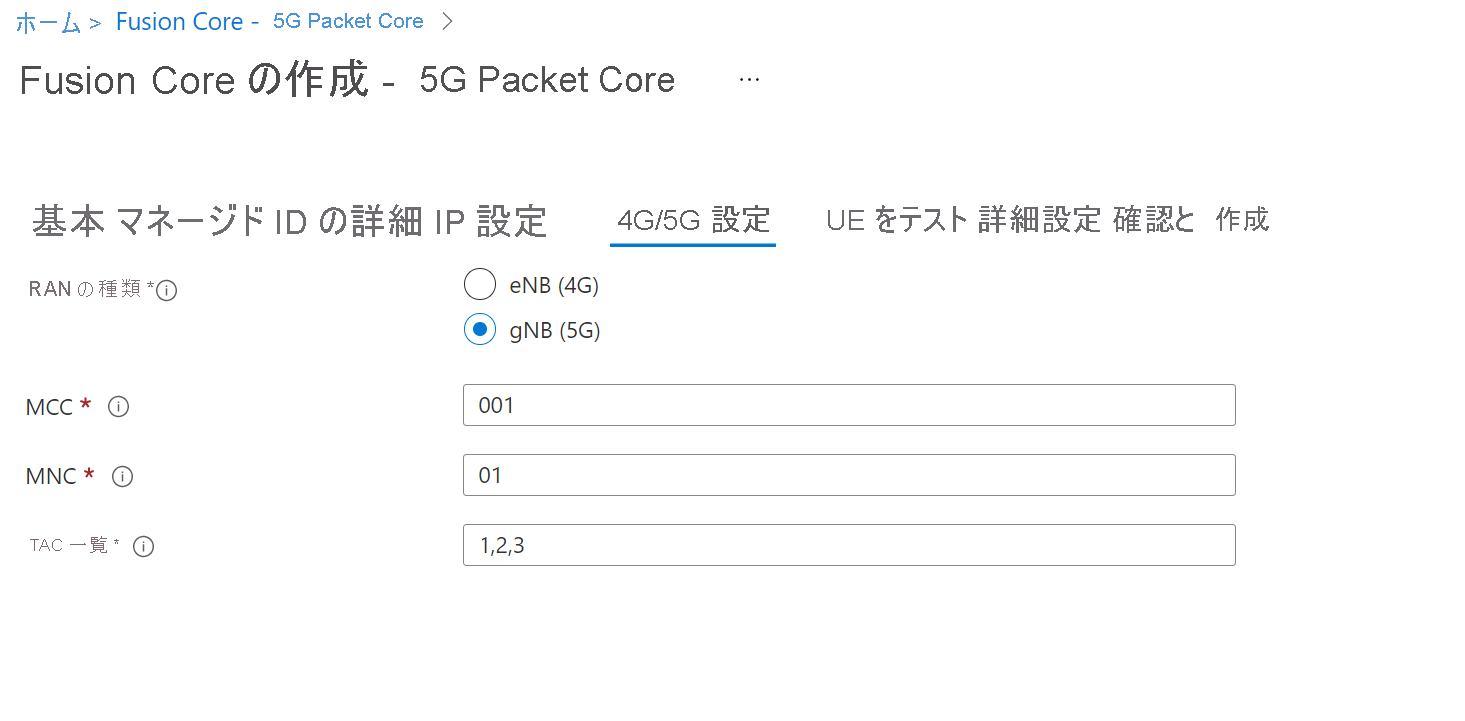 ホーム > Fusion Core - 5G Packet Core >
Fusion Core の作成 - 5G Packet Core ...
基本 マネージド ID の詳細 IP 設定 4G/5G 設定 UE をテスト 詳細設定 確認と 作成
RAN の種類 * eNB (4G)
gNB (5G)
MCC * 001
MNC * 01
TAC 一覧 * 1,2,3